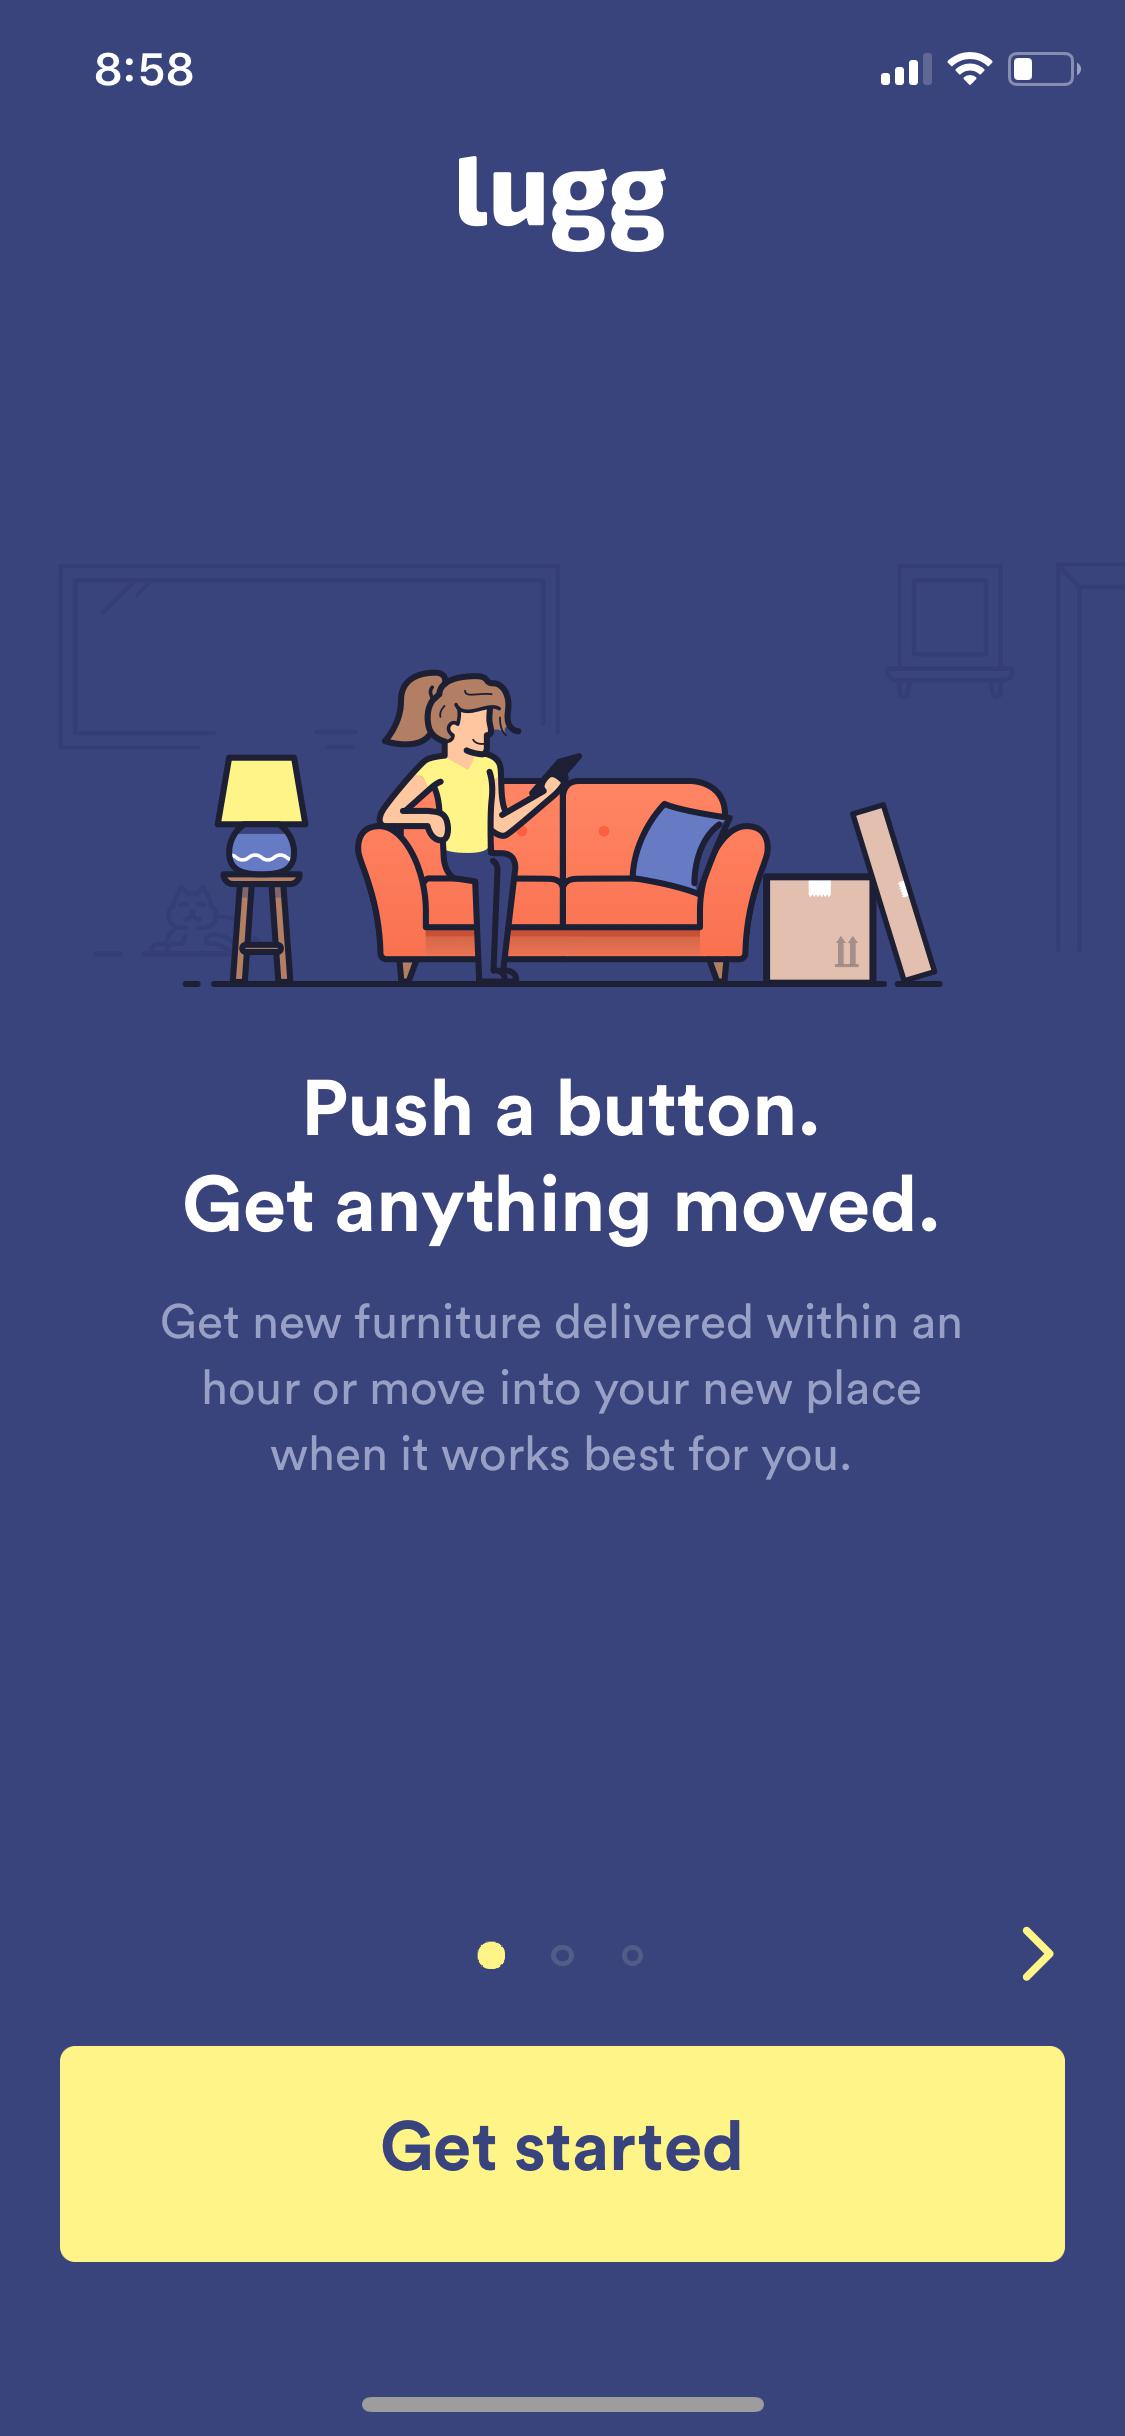 8:58
lugg
Push a button.
Get anything moved.
Get new furniture delivered within an
hour or move into your new place
when it works best for you.
Get started